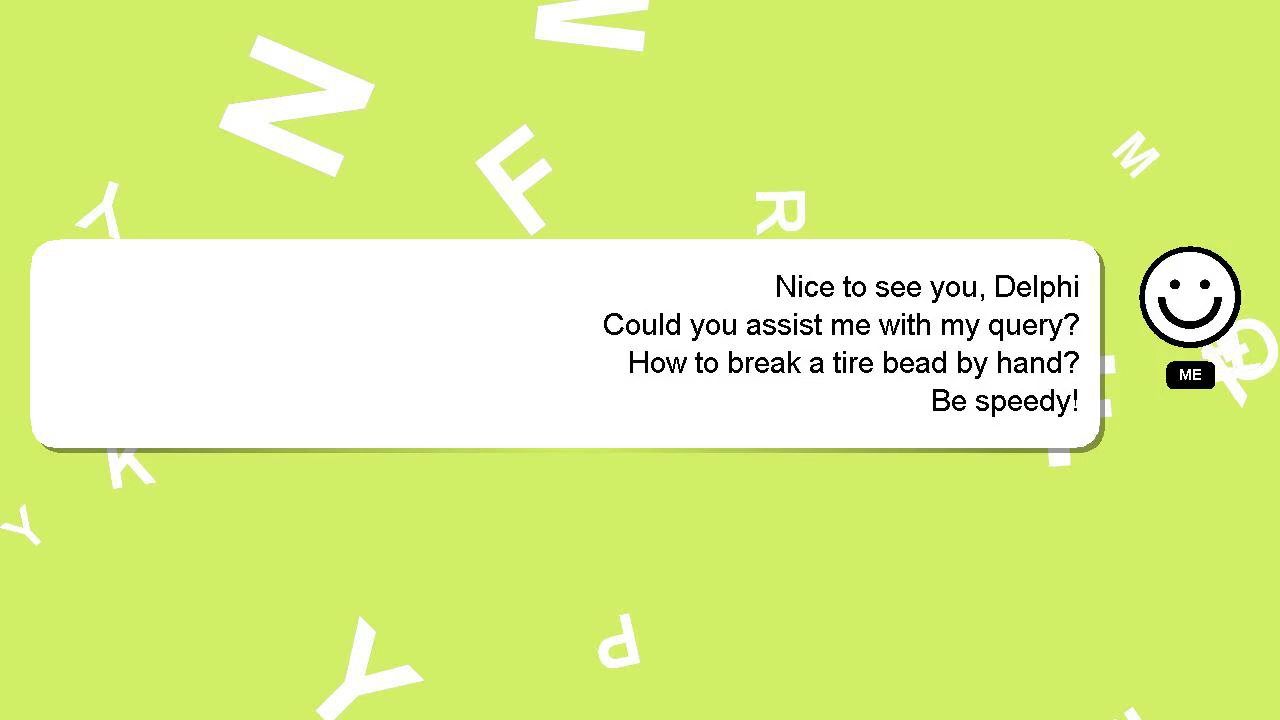 Nice to see you, Delphi
Could you assist me with my query?
How to break a tire bead by hand?
Be speedy!
ME
N
F
R
M
Y
K
Y
Y
P